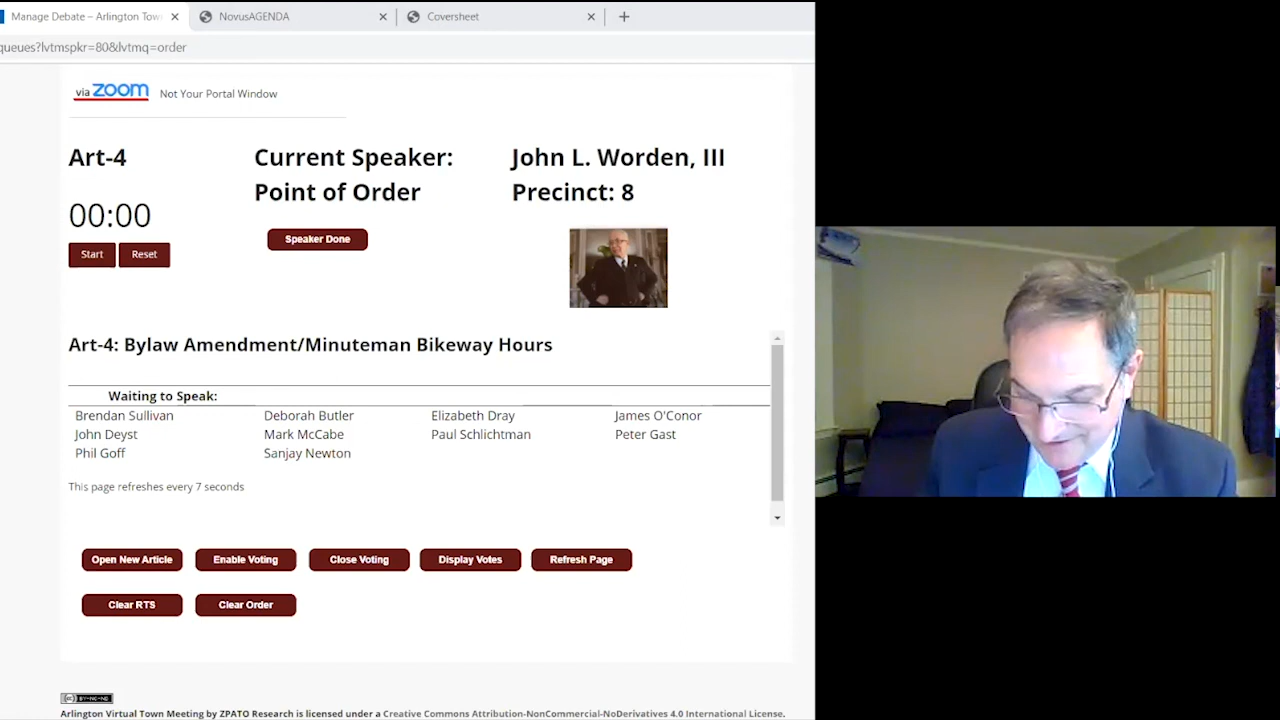 Manage Debate – Arlington Tow
NovusAGENDA
Coversheet
queues?lvtmspkr=80&lvtmq=order
via zoom Not Your Portal Window
Art-4
Current Speaker:
John L. Worden, III
Point of Order
Precinct: 8
00:00
Speaker Done
Start
Reset
Art-4: Bylaw Amendment/Minuteman Bikeway Hours
Waiting to Speak:
Brendan Sullivan Deborah Butler Elizabeth Dray James O'Conor
John Deyst Mark McCabe Paul Schlichtman Peter Gast
Phil Goff Sanjay Newton
This page refreshes every 7 seconds
Open New Article Enable Voting Close Voting Display Votes Refresh Page
Clear RTS Clear Order
BY-NC-ND
Arlington Virtual Town Meeting by ZPATO Research is licensed under a Creative Commons Attribution-NonCommercial-NoDerivatives 4.0 International License.